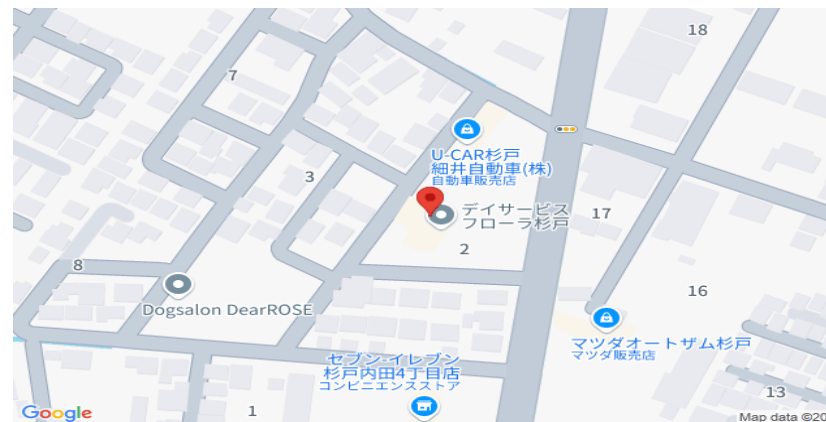 18
7
U-CAR杉戸
細井自動車(株)
自動車販売店
3
デイサービス
フローラ杉戸
17
2
8
16
Dogsalon DearROSE
マツダオートザム杉戸
マツダ販売店
セブン-イレブン
杉戸内田4丁目店
コンビニエンスストア
13
1
Google
Map data ©20